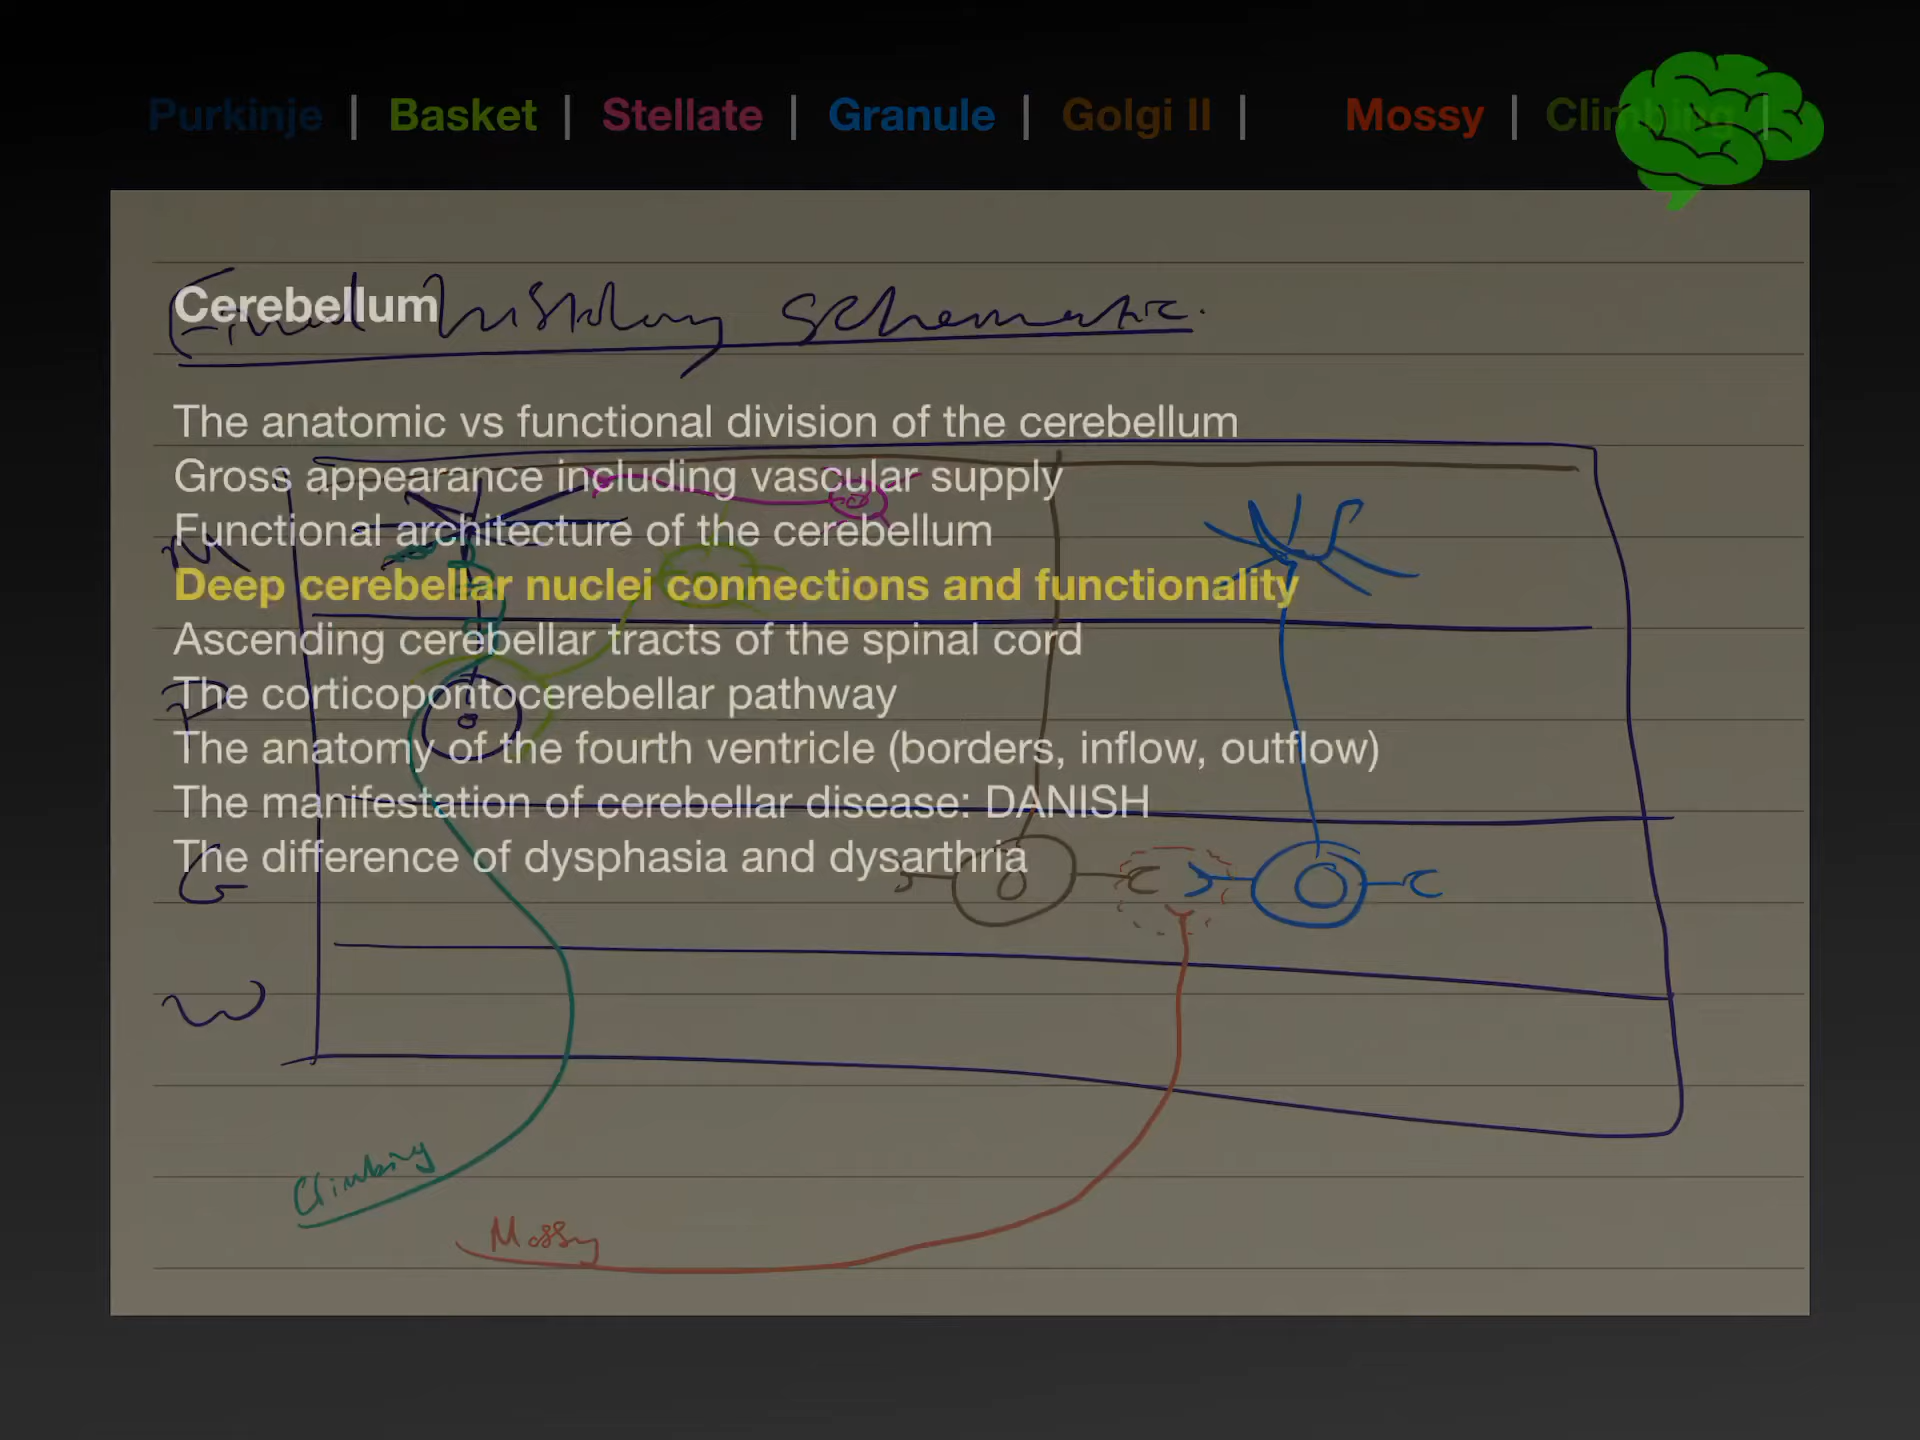 Purkinje | Basket | Stellate | Granule | Golgi II | Mossy | Climbing |
Cerebellum
histology schematic.
The anatomic vs functional division of the cerebellum
Gross appearance including vascular supply
Functional architecture of the cerebellum
M
Deep cerebellar nuclei connections and functionality
Ascending cerebellar tracts of the spinal cord
The corticopontocerebellar pathway
P
The anatomy of the fourth ventricle (borders, inflow, outflow)
The manifestation of cerebellar disease: DANISH
The difference of dysphasia and dysarthria
G
W
Climbing
Mossy